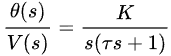 θ(s)/V(s) = K/(s(τs + 1))